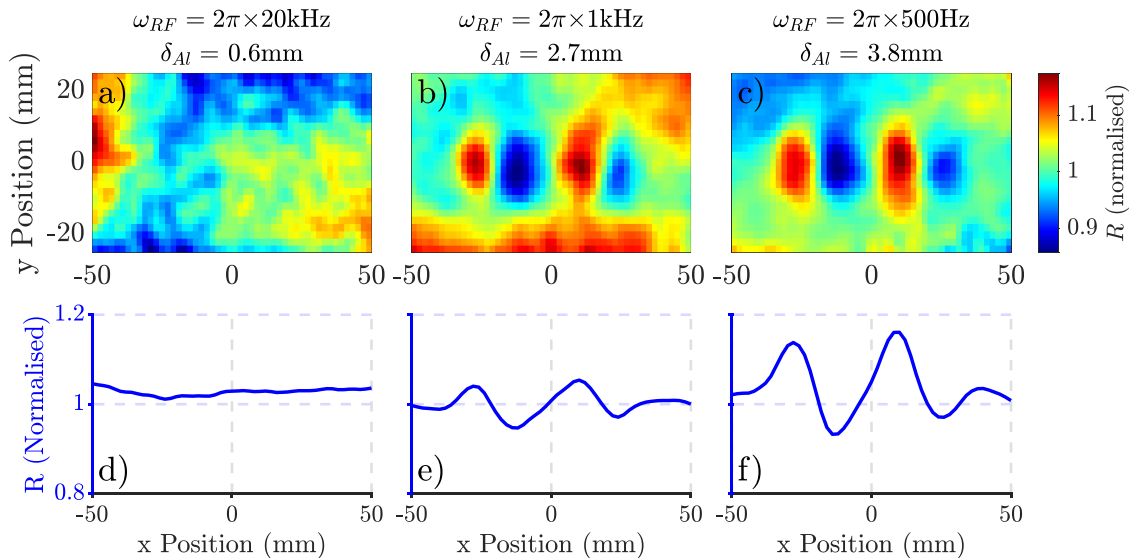 ω_RF = 2π×20kHz ω_RF = 2π×1kHz ω_RF = 2π×500Hz
δ_Al = 0.6mm δ_Al = 2.7mm δ_Al = 3.8mm
a) b) c)
y Position (mm)
20
0
-20
-50 0 50 -50 0 50 -50 0 50
1.1
1
0.9
R (normalised)
R (Normalised)
1.2
1
0.8
d) e) f)
-50 0 50 -50 0 50 -50 0 50
x Position (mm) x Position (mm) x Position (mm)